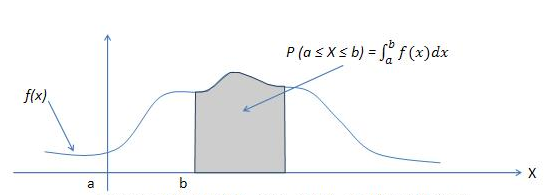 P (a ≤ X ≤ b) = ∫ₐᵇ f (x)dx
f(x)
X
a b